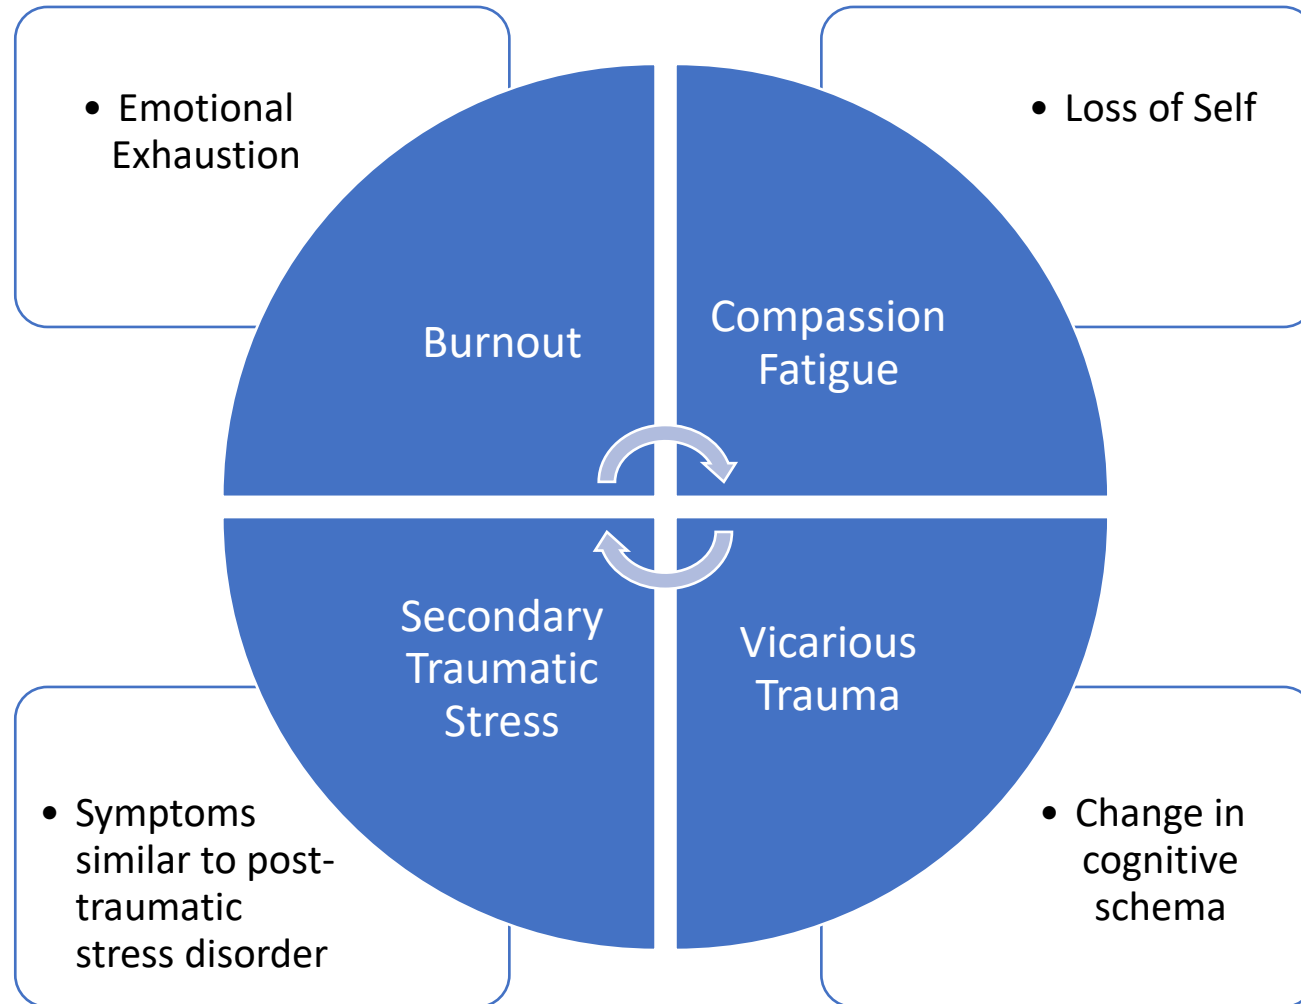 • Emotional
Exhaustion
• Loss of Self
Burnout
Compassion
Fatigue
Secondary
Traumatic
Stress
Vicarious
Trauma
• Symptoms
similar to post-
traumatic
stress disorder
• Change in
cognitive
schema